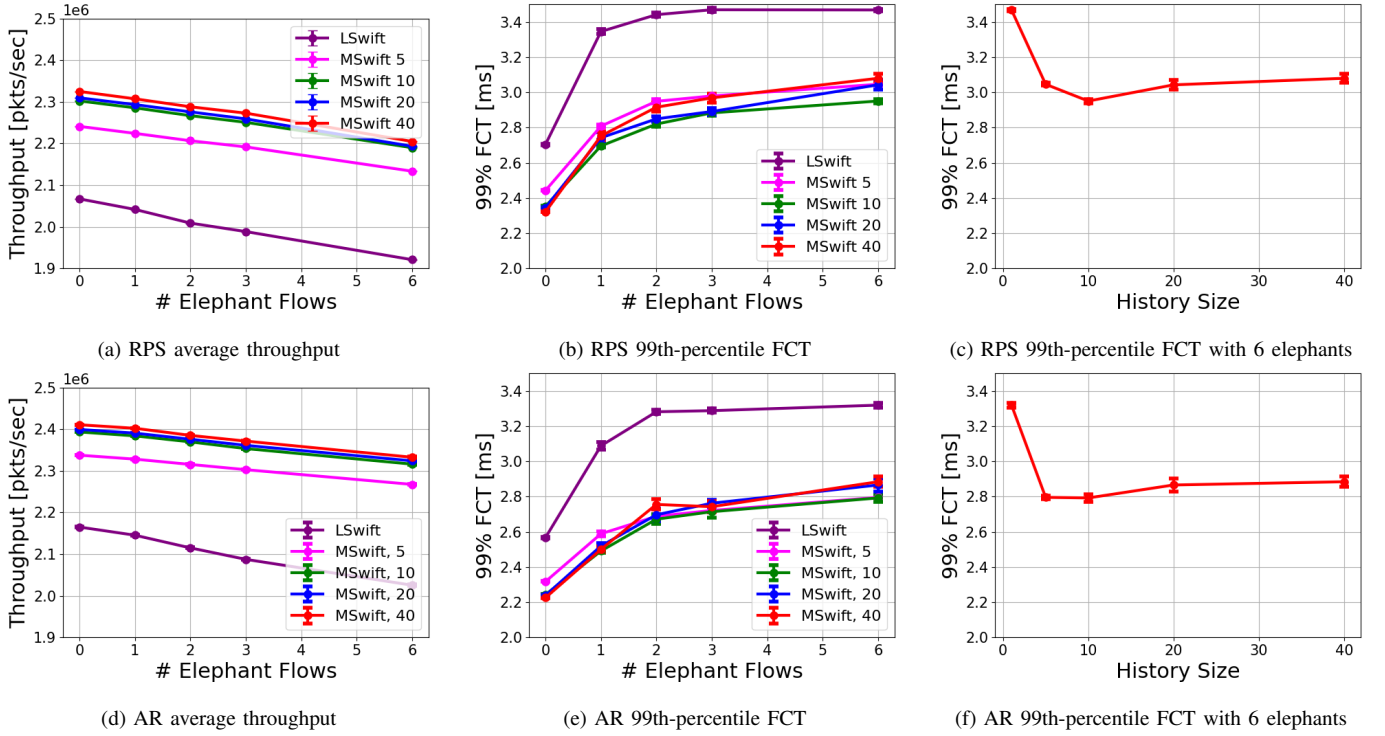 1e6
Throughput [pkts/sec]
2.5
2.4
2.3
2.2
2.1
2.0
1.9
0 1 2 3 4 5 6
# Elephant Flows
LSwift
MSwift 5
MSwift 10
MSwift 20
MSwift 40
(a) RPS average throughput
99% FCT [ms]
3.4
3.2
3.0
2.8
2.6
2.4
2.2
2.0
0 1 2 3 4 5 6
# Elephant Flows
LSwift
MSwift 5
MSwift 10
MSwift 20
MSwift 40
(b) RPS 99th-percentile FCT
99% FCT [ms]
3.4
3.2
3.0
2.8
2.6
2.4
2.2
2.0
0 10 20 30 40
History Size
(c) RPS 99th-percentile FCT with 6 elephants
1e6
Throughput [pkts/sec]
2.5
2.4
2.3
2.2
2.1
2.0
1.9
0 1 2 3 4 5 6
# Elephant Flows
LSwift
MSwift, 5
MSwift, 10
MSwift, 20
MSwift, 40
(d) AR average throughput
99% FCT [ms]
3.4
3.2
3.0
2.8
2.6
2.4
2.2
2.0
0 1 2 3 4 5 6
# Elephant Flows
LSwift
MSwift, 5
MSwift, 10
MSwift, 20
MSwift, 40
(e) AR 99th-percentile FCT
99% FCT [ms]
3.4
3.2
3.0
2.8
2.6
2.4
2.2
2.0
0 10 20 30 40
History Size
(f) AR 99th-percentile FCT with 6 elephants